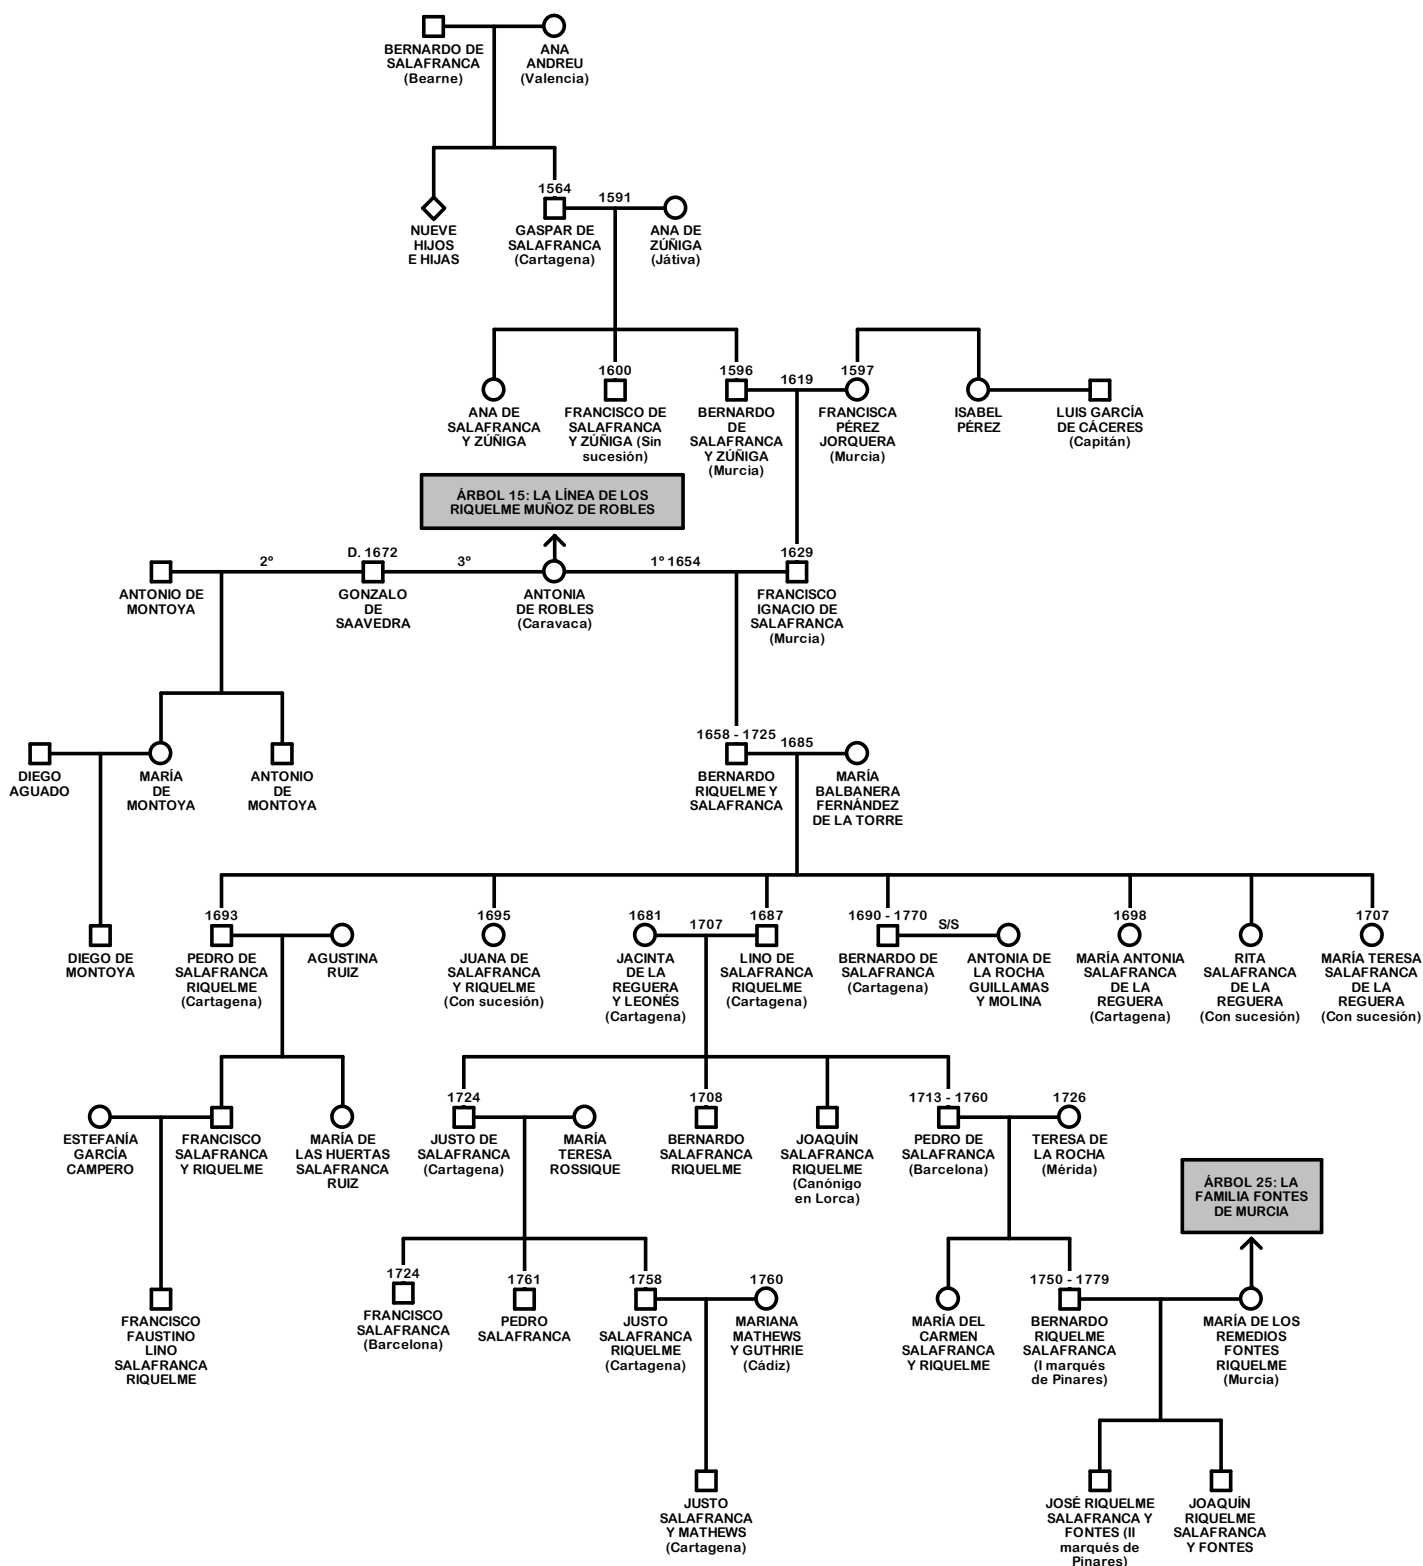 BERNARDO DE
SALAFRANCA
(Bearne)
ANA
ANDREU
(Valencia)
NUEVE
HIJOS
E HIJAS
1564
GASPAR DE
SALAFRANCA
(Cartagena)
1591
ANA DE
ZÚÑIGA
(Játiva)
ANA DE
SALAFRANCA
Y ZÚÑIGA
1600
FRANCISCO DE
SALAFRANCA
Y ZÚÑIGA (Sin
sucesión)
1596
BERNARDO
DE
SALAFRANCA
Y ZÚÑIGA
(Murcia)
1619
1597
FRANCISCA
PÉREZ
JORQUERA
(Murcia)
ISABEL
PÉREZ
LUIS GARCÍA
DE CÁCERES
(Capitán)
ÁRBOL 15: LA LÍNEA DE LOS
RIQUELME MUÑOZ DE ROBLES
ANTONIO DE
MONTOYA
2º
D. 1672
GONZALO
DE
SAAVEDRA
3º
ANTONIA
DE ROBLES
(Caravaca)
1º 1654
1629
FRANCISCO
IGNACIO DE
SALAFRANCA
(Murcia)
DIEGO
AGUADO
MARÍA
DE
MONTOYA
ANTONIO
DE
MONTOYA
1658 - 1725
BERNARDO
RIQUELME Y
SALAFRANCA
1685
MARÍA
BALBANERA
FERNÁNDEZ
DE LA TORRE
DIEGO DE
MONTOYA
1693
PEDRO DE
SALAFRANCA
RIQUELME
(Cartagena)
AGUSTINA
RUIZ
1695
JUANA DE
SALAFRANCA
Y RIQUELME
(Con sucesión)
1681
JACINTA
DE LA
REGUERA
Y LEONÉS
(Cartagena)
1707
1687
LINO DE
SALAFRANCA
RIQUELME
(Cartagena)
1690 - 1770
BERNARDO DE
SALAFRANCA
(Cartagena)
S/S
ANTONIA DE
LA ROCHA
GUILLAMAS
Y MOLINA
1698
MARÍA ANTONIA
SALAFRANCA
DE LA
REGUERA
(Cartagena)
RITA
SALAFRANCA
DE LA
REGUERA
(Con sucesión)
1707
MARÍA TERESA
SALAFRANCA
DE LA
REGUERA
(Con sucesión)
ESTEFANÍA
GARCÍA
CAMPERO
FRANCISCO
SALAFRANCA
Y RIQUELME
MARÍA DE
LAS HUERTAS
SALAFRANCA
RUIZ
1724
JUSTO DE
SALAFRANCA
(Cartagena)
MARÍA
TERESA
ROSSIQUE
1708
BERNARDO
SALAFRANCA
RIQUELME
JOAQUÍN
SALAFRANCA
RIQUELME
(Canónigo
en Lorca)
1713 - 1760
PEDRO DE
SALAFRANCA
(Barcelona)
1726
TERESA DE
LA ROCHA
(Mérida)
ÁRBOL 25: LA
FAMILIA FONTES
DE MURCIA
FRANCISCO
FAUSTINO
LINO
SALAFRANCA
RIQUELME
1724
FRANCISCO
SALAFRANCA
(Barcelona)
1761
PEDRO
SALAFRANCA
1758
JUSTO
SALAFRANCA
RIQUELME
(Cartagena)
1760
MARIANA
MATHEWS
Y GUTHRIE
(Cádiz)
MARÍA DEL
CARMEN
SALAFRANCA
Y RIQUELME
1750 - 1779
BERNARDO
RIQUELME
SALAFRANCA
(I marqués
de Pinares)
MARÍA DE LOS
REMEDIOS
FONTES
RIQUELME
(Murcia)
JUSTO
SALAFRANCA
Y MATHEWS
(Cartagena)
JOSÉ RIQUELME
SALAFRANCA Y
FONTES (II
marqués de
Pinares)
JOAQUÍN
RIQUELME
SALAFRANCA
Y FONTES